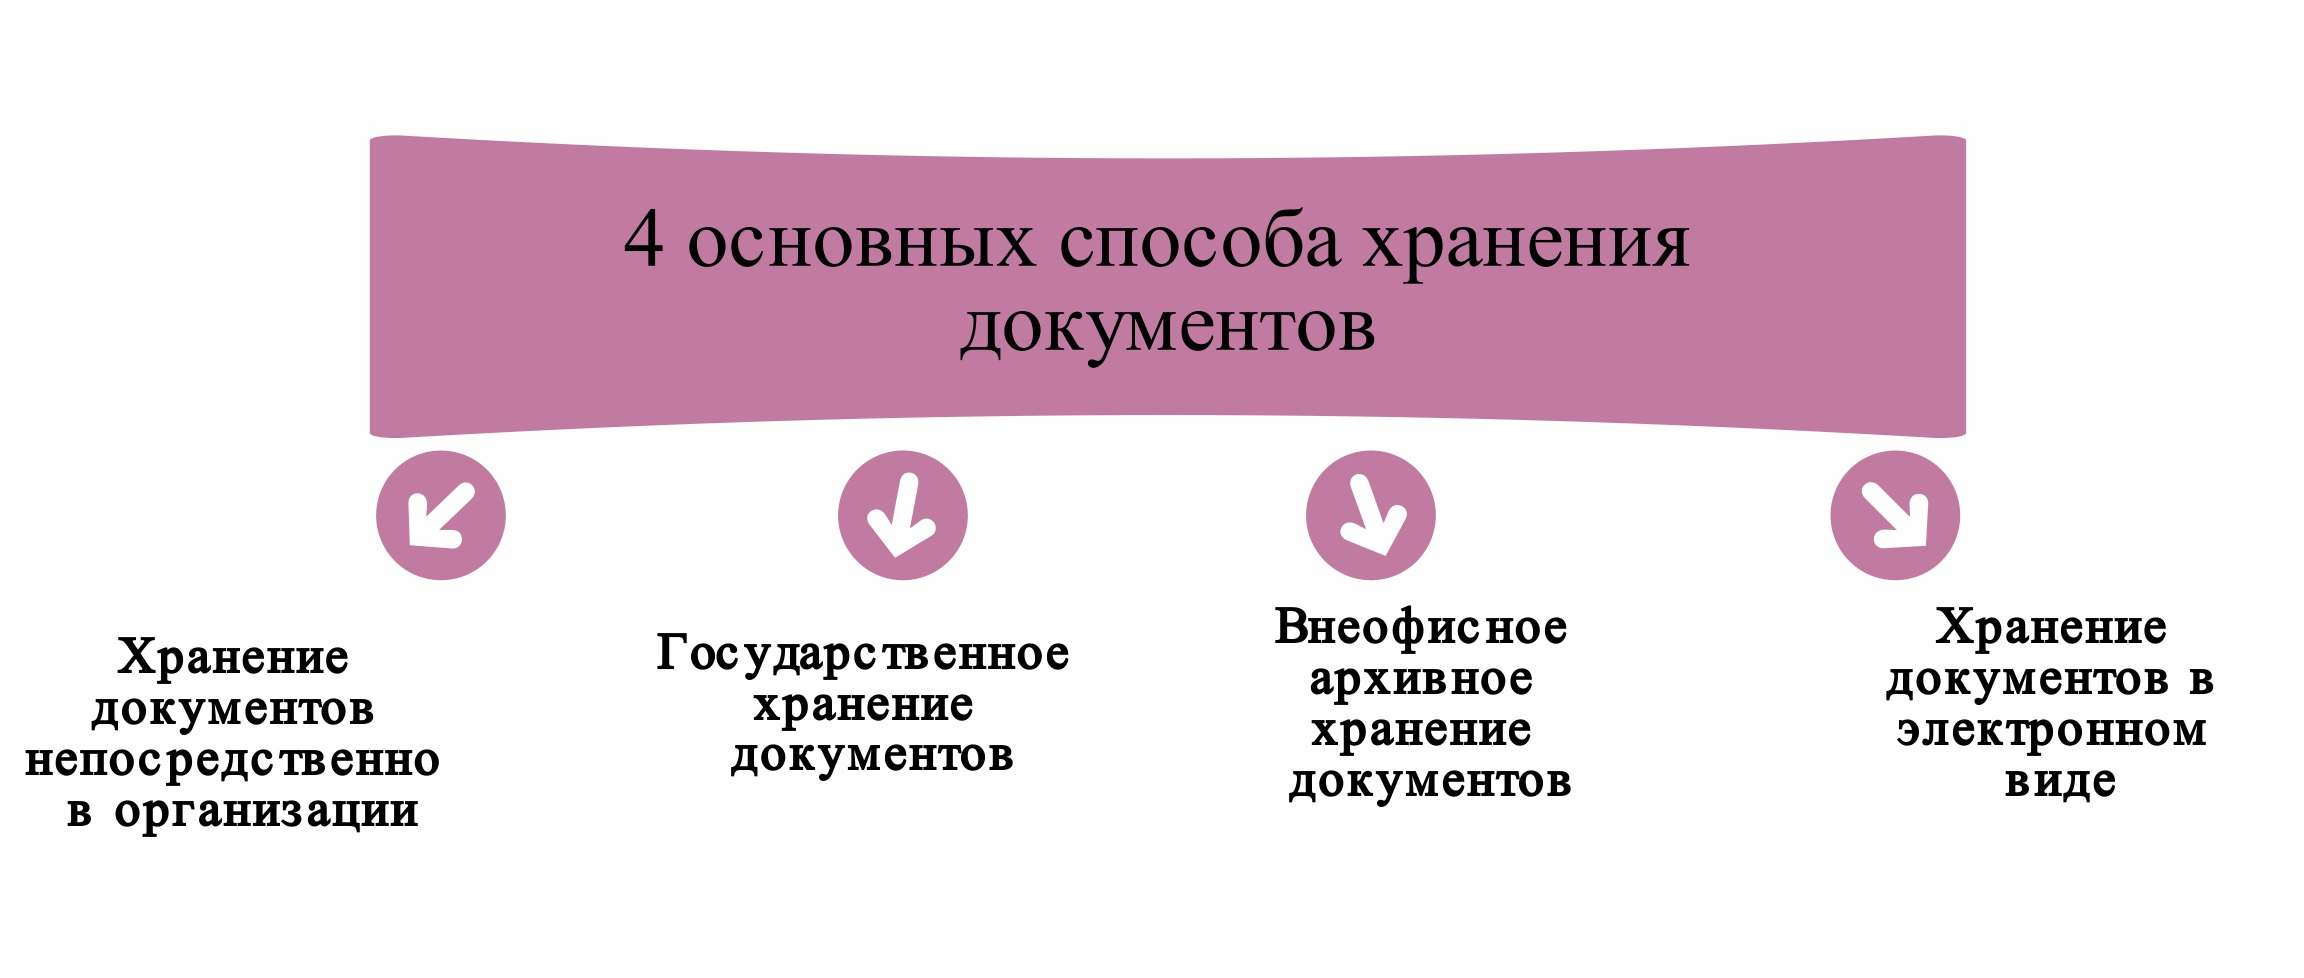 4 основных способа хранения
документов
Хранение
документов
непосредственно
в организации
Государственное
хранение
документов
Внеофисное
архивное
хранение
документов
Хранение
документов в
электронном
виде